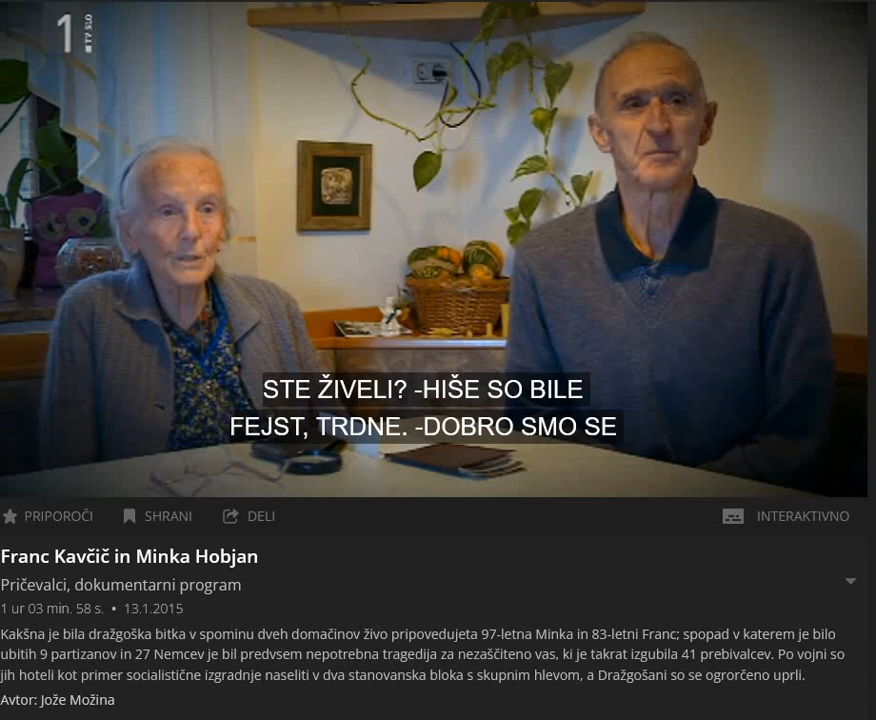 1
TV SLO
STE ŽIVELI? -HIŠE SO BILE
FEJST, TRDNE. -DOBRO SMO SE
PRIPOROČI SHRANI DELI INTERAKTIVNO
Franc Kavčič in Minka Hobjan
Pričevalci, dokumentarni program
1 ur 03 min. 58 s. • 13.1.2015
Kakšna je bila dražgoška bitka v spominu dveh domačinov živo pripovedujeta 97-letna Minka in 83-letni Franc; spopad v katerem je bilo
ubitih 9 partizanov in 27 Nemcev je bil predvsem nepotrebna tragedija za nezaščiteno vas, ki je takrat izgubila 41 prebivalcev. Po vojni so
jih hoteli kot primer socialistične izgradnje naseliti v dva stanovanska bloka s skupnim hlevom, a Dražgošani so se ogrorčeno uprli.
Avtor: Jože Možina